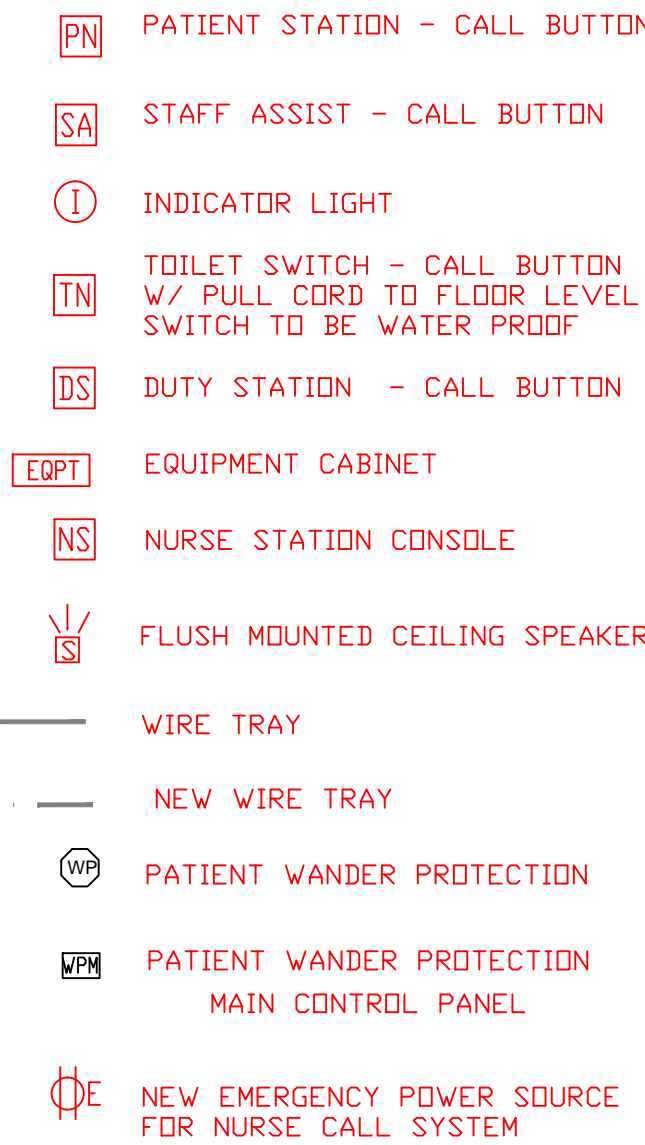 PN PATIENT STATION - CALL BUTTON
SA STAFF ASSIST - CALL BUTTON
I INDICATOR LIGHT
TOILET SWITCH - CALL BUTTON
TN W/ PULL CORD TO FLOOR LEVEL
SWITCH TO BE WATER PROOF
DS DUTY STATION - CALL BUTTON
EQPT EQUIPMENT CABINET
NS NURSE STATION CONSOLE
S FLUSH MOUNTED CEILING SPEAKER
WIRE TRAY
NEW WIRE TRAY
WP PATIENT WANDER PROTECTION
WPM PATIENT WANDER PROTECTION
MAIN CONTROL PANEL
E NEW EMERGENCY POWER SOURCE
FOR NURSE CALL SYSTEM